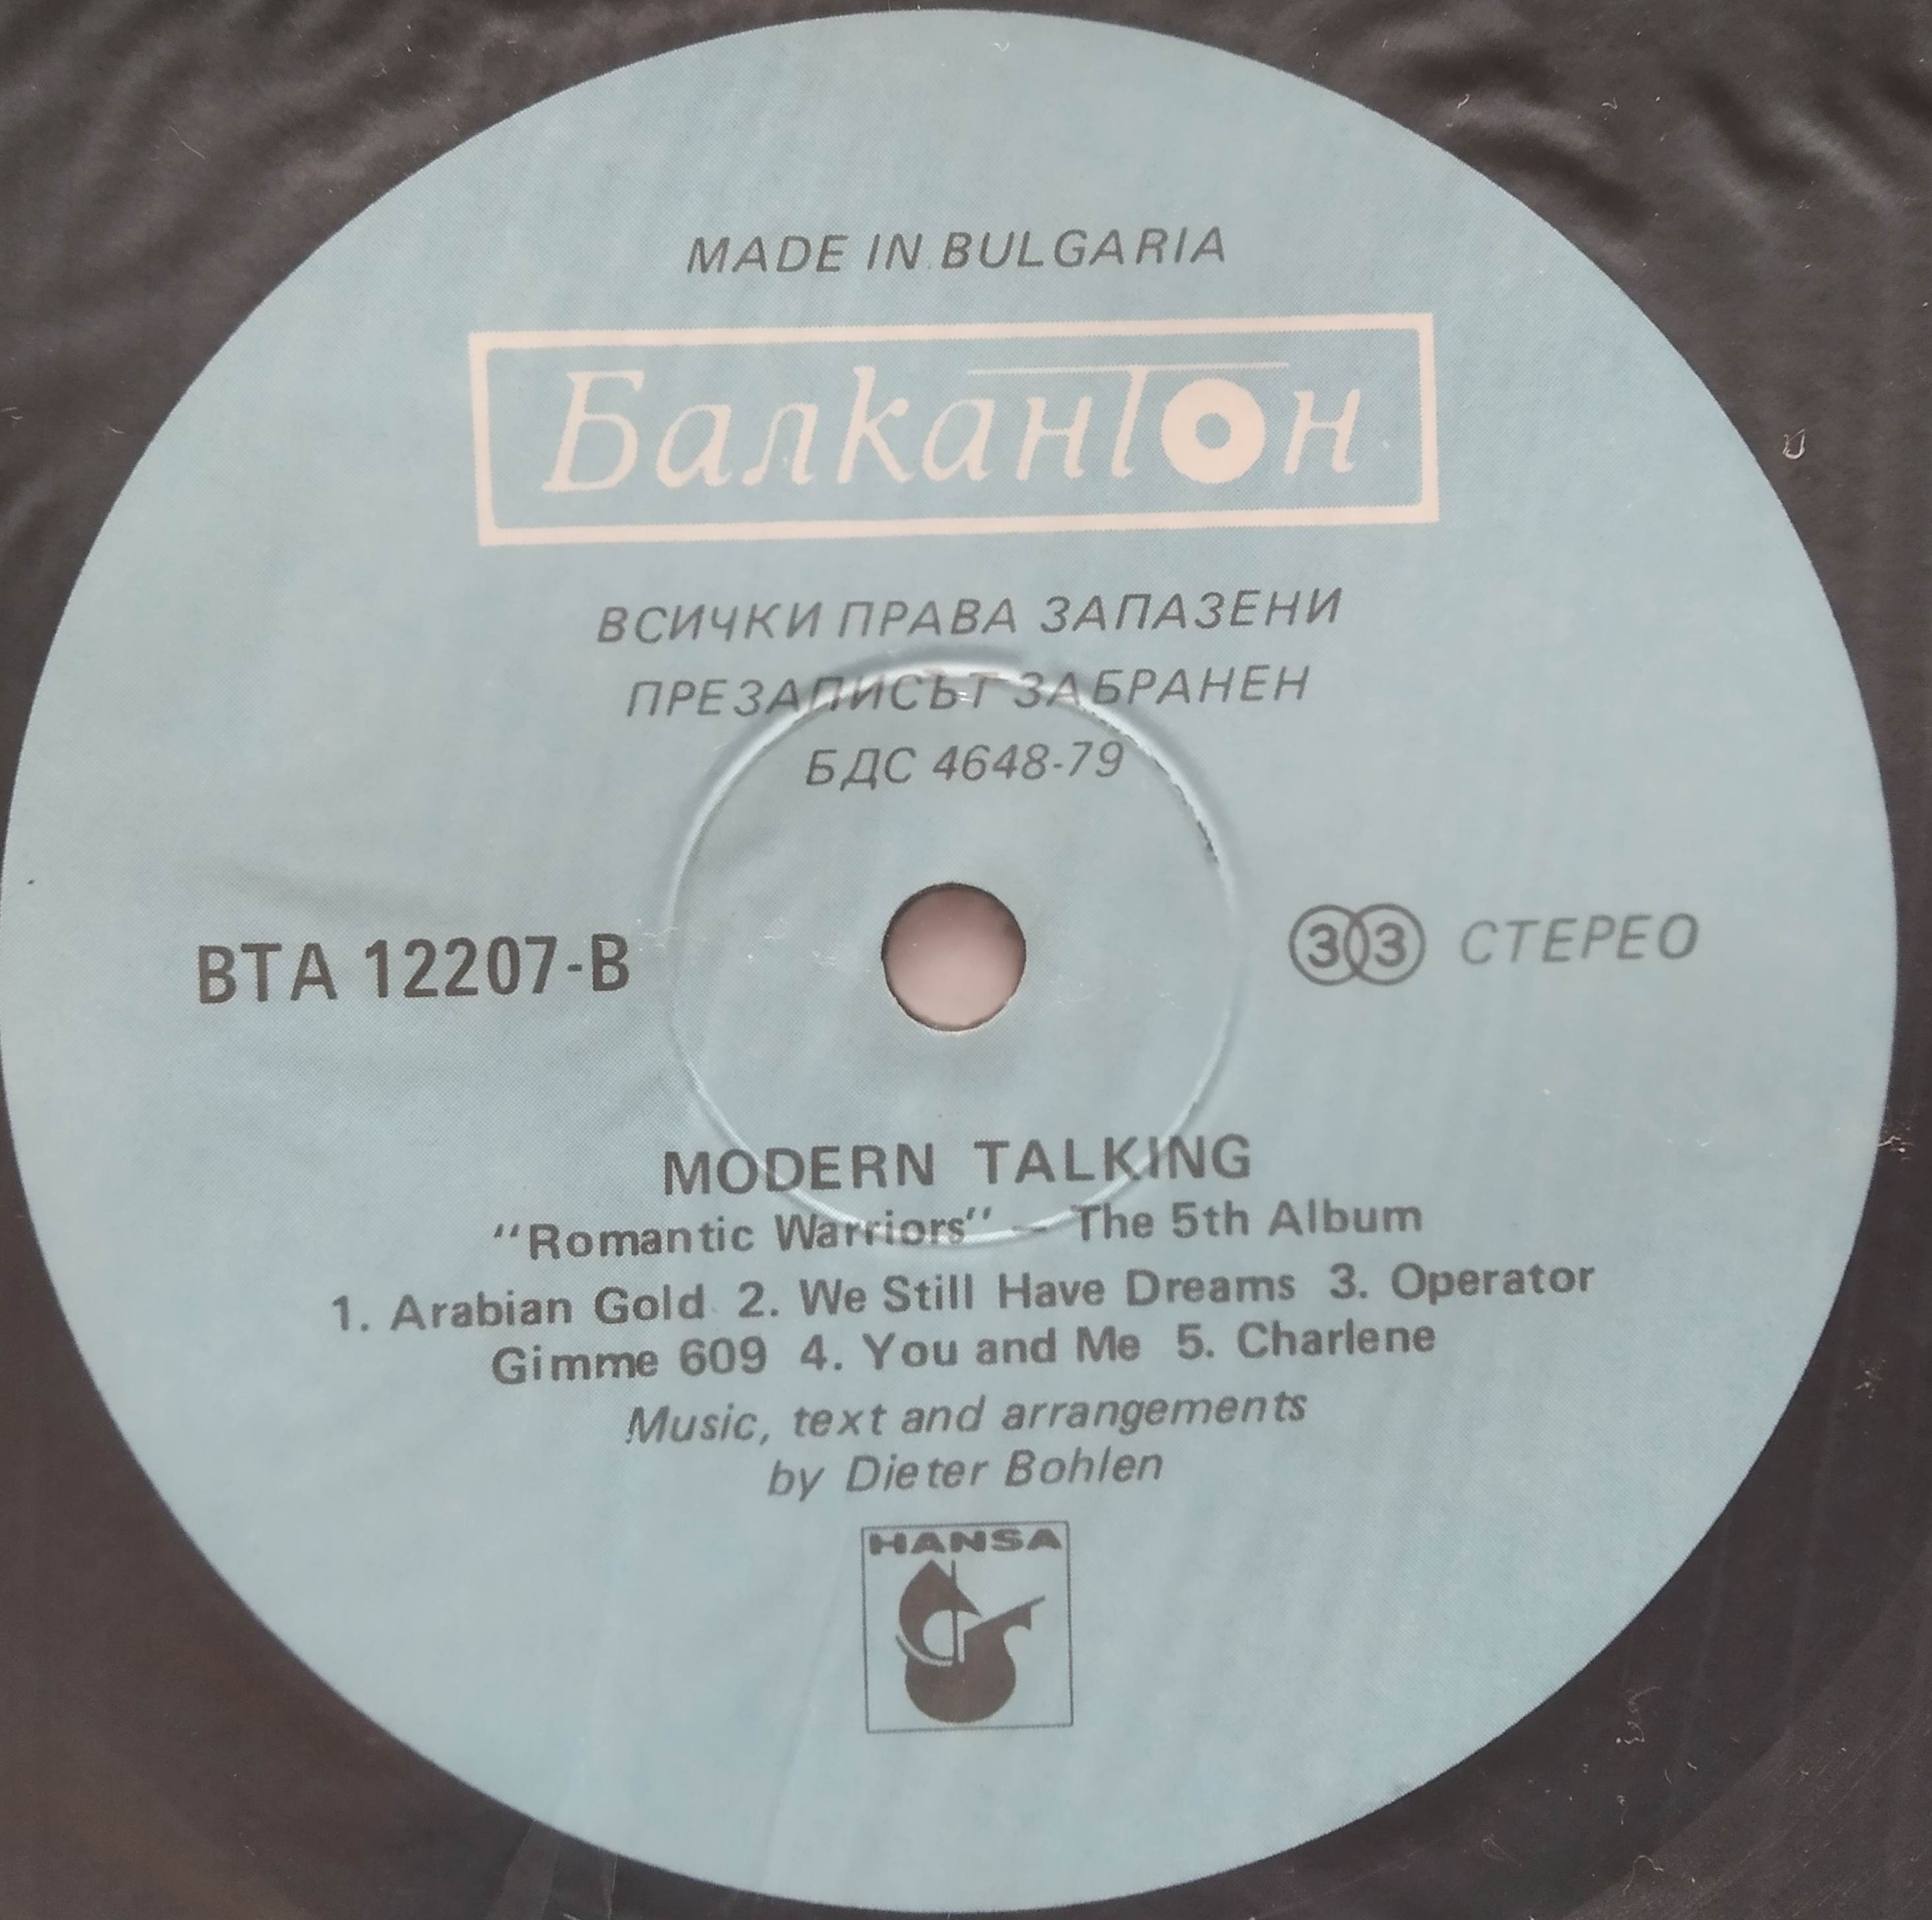 MADE IN BULGARIA
Балкантон
ВСИЧКИ ПРАВА ЗАПАЗЕНИ
ПРЕЗАПИСЪТ ЗАБРАНЕН
БДС 4648-79
ВТА 12207-В
33 СТЕРЕО
MODERN TALKING
"Romantic Warriors" – The 5th Album
1. Arabian Gold 2. We Still Have Dreams 3. Operator
Gimme 609 4. You and Me 5. Charlene
Music, text and arrangements
by Dieter Bohlen
HANSA